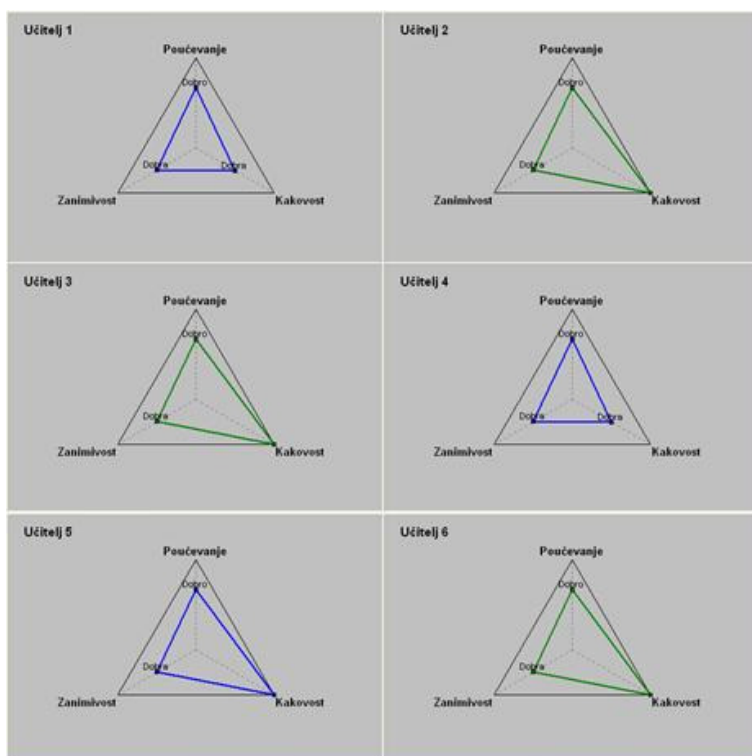 Učitelj 1
Poučevanje
Dobro
Dobra
Dobra
Zanimivost
Kakovost
Učitelj 2
Poučevanje
Dobro
Dobra
Zanimivost
Kakovost
Učitelj 3
Poučevanje
Dobro
Dobra
Zanimivost
Kakovost
Učitelj 4
Poučevanje
Dobro
Dobra
Dobra
Zanimivost
Kakovost
Učitelj 5
Poučevanje
Dobro
Dobra
Zanimivost
Kakovost
Učitelj 6
Poučevanje
Dobro
Dobra
Zanimivost
Kakovost